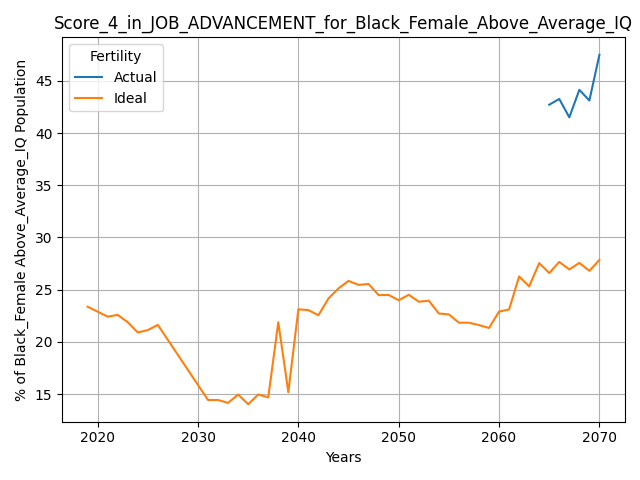 Score_4_in_JOB_ADVANCEMENT_for_Black_Female_Above_Average_IQ
Fertility
Actual
Ideal
% of Black_Female Above_Average_IQ Population
45
40
35
30
25
20
15
2020 2030 2040 2050 2060 2070
Years